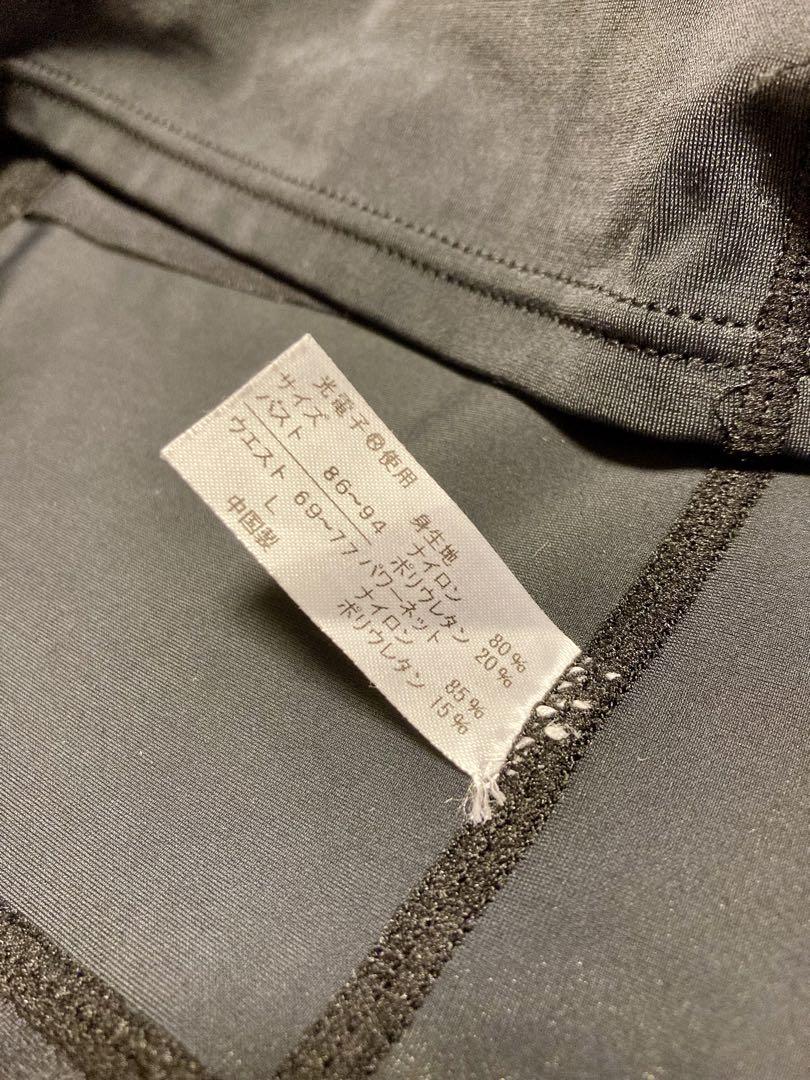 光電子®使用
サイズ
バスト 86~94
ウエスト 69~77
L
中国製
身生地
ナイロン 80%
ポリウレタン 20%
パワーネット
ナイロン 85%
ポリウレタン 15%